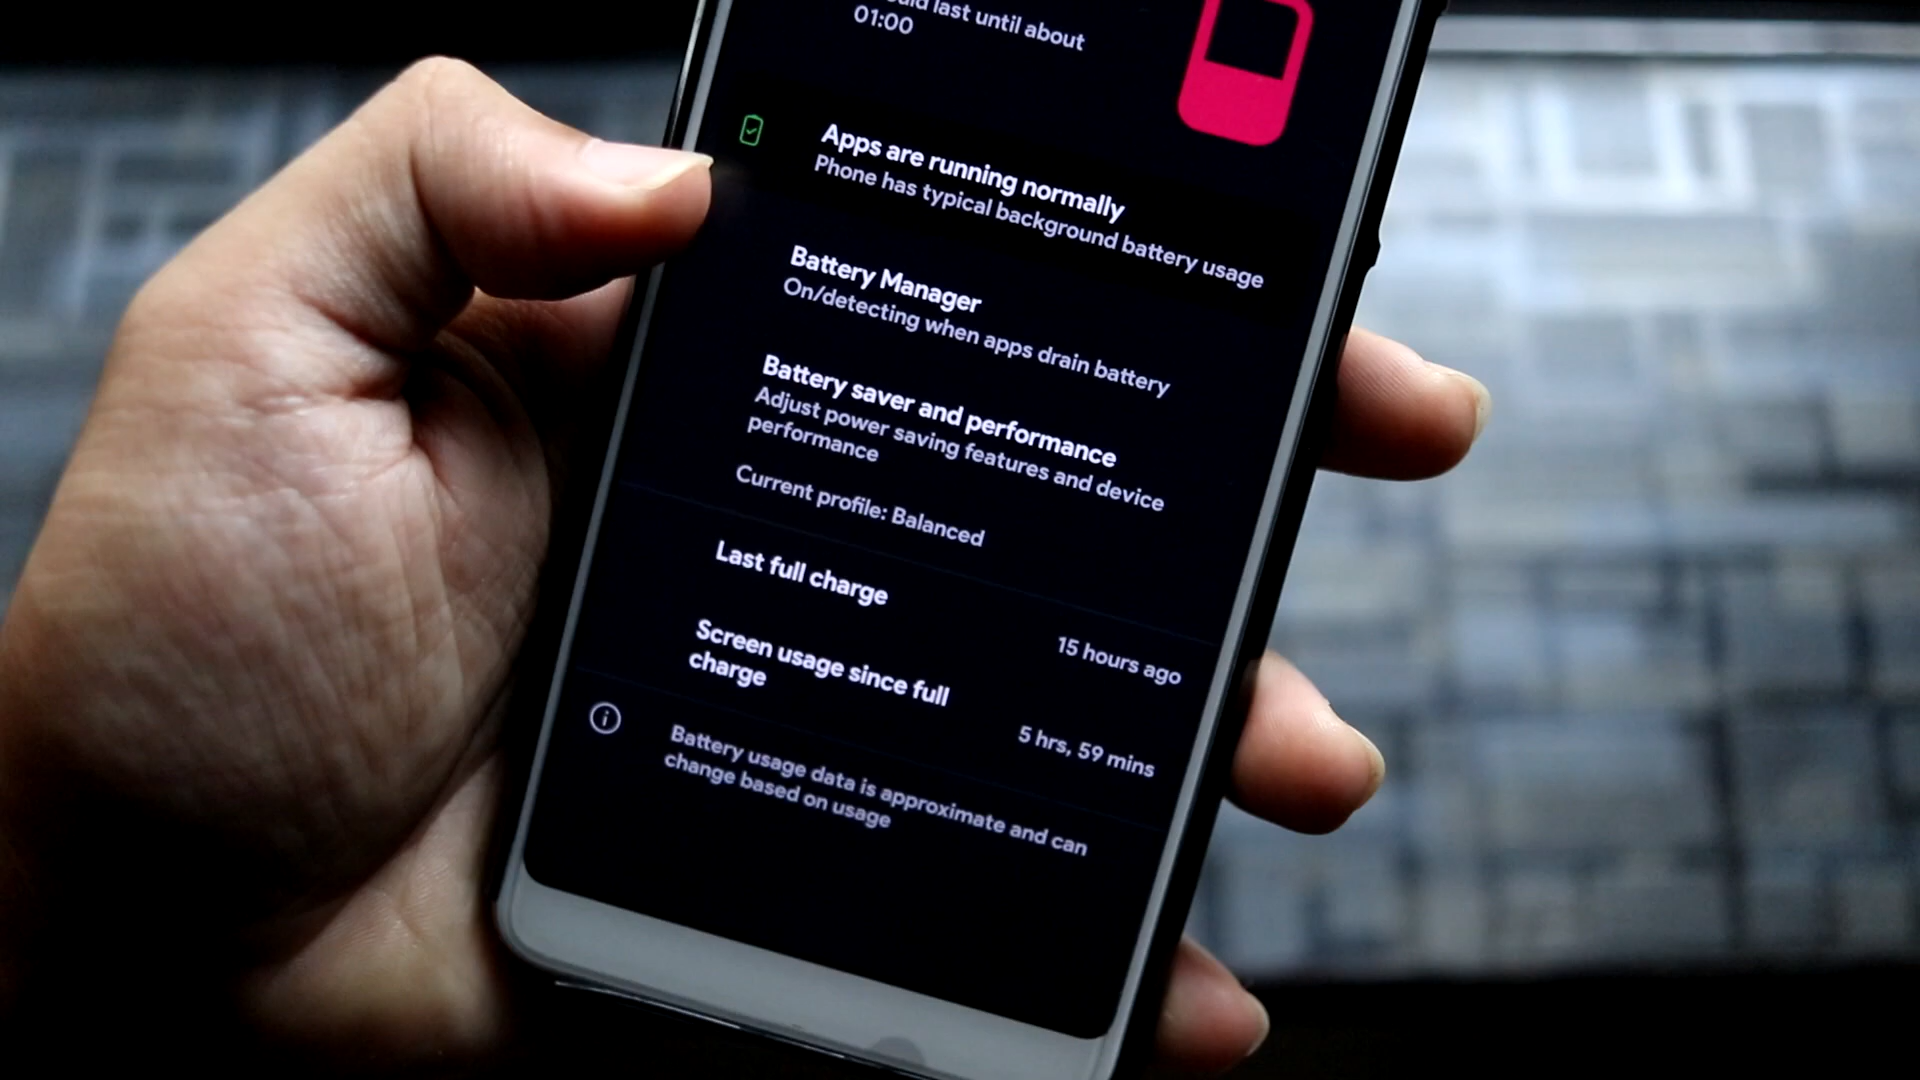 last until about
01:00
Apps are running normally
Phone has typical background battery usage
Battery Manager
On/detecting when apps drain battery
Battery saver and performance
Adjust power saving features and device
performance
Current profile: Balanced
Last full charge
15 hours ago
Screen usage since full
charge
5 hrs, 59 mins
Battery usage data is approximate and can
change based on usage